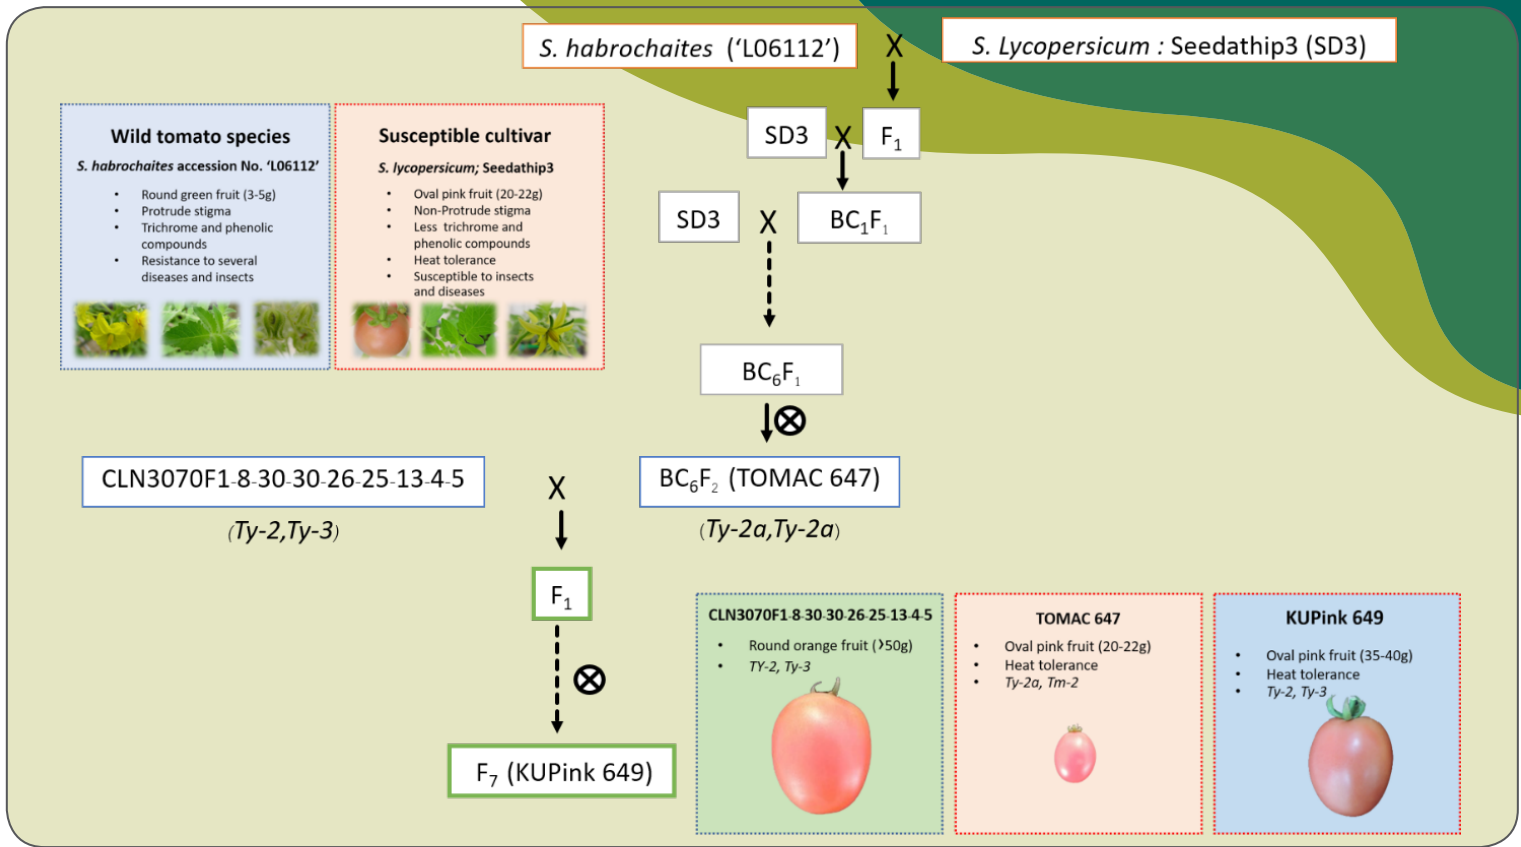 S. habrochaites (‘L06112’)
X
S. Lycopersicum : Seedathip3 (SD3)
SD3
X
F1
SD3
X
BC1F1
BC6F1
Wild tomato species
S. habrochaites accession No. ‘L06112’
• Round green fruit (3-5g)
• Protrude stigma
• Trichrome and phenolic
compounds
• Resistance to several
diseases and insects
Susceptible cultivar
S. lycopersicum; Seedathip3
• Oval pink fruit (20-22g)
• Non-Protrude stigma
• Less trichrome and
phenolic compounds
• Heat tolerance
• Susceptible to insects
and diseases
CLN3070F1-8-30-30-26-25-13-4-5
(Ty-2,Ty-3)
X
BC6F2 (TOMAC 647)
(Ty-2a,Ty-2a)
F1
F7 (KUPink 649)
CLN3070F1-8-30-30-26-25-13-4-5
• Round orange fruit (>50g)
• TY-2, Ty-3
TOMAC 647
• Oval pink fruit (20-22g)
• Heat tolerance
• Ty-2a, Tm-2
KUPink 649
• Oval pink fruit (35-40g)
• Heat tolerance
• Ty-2, Ty-3